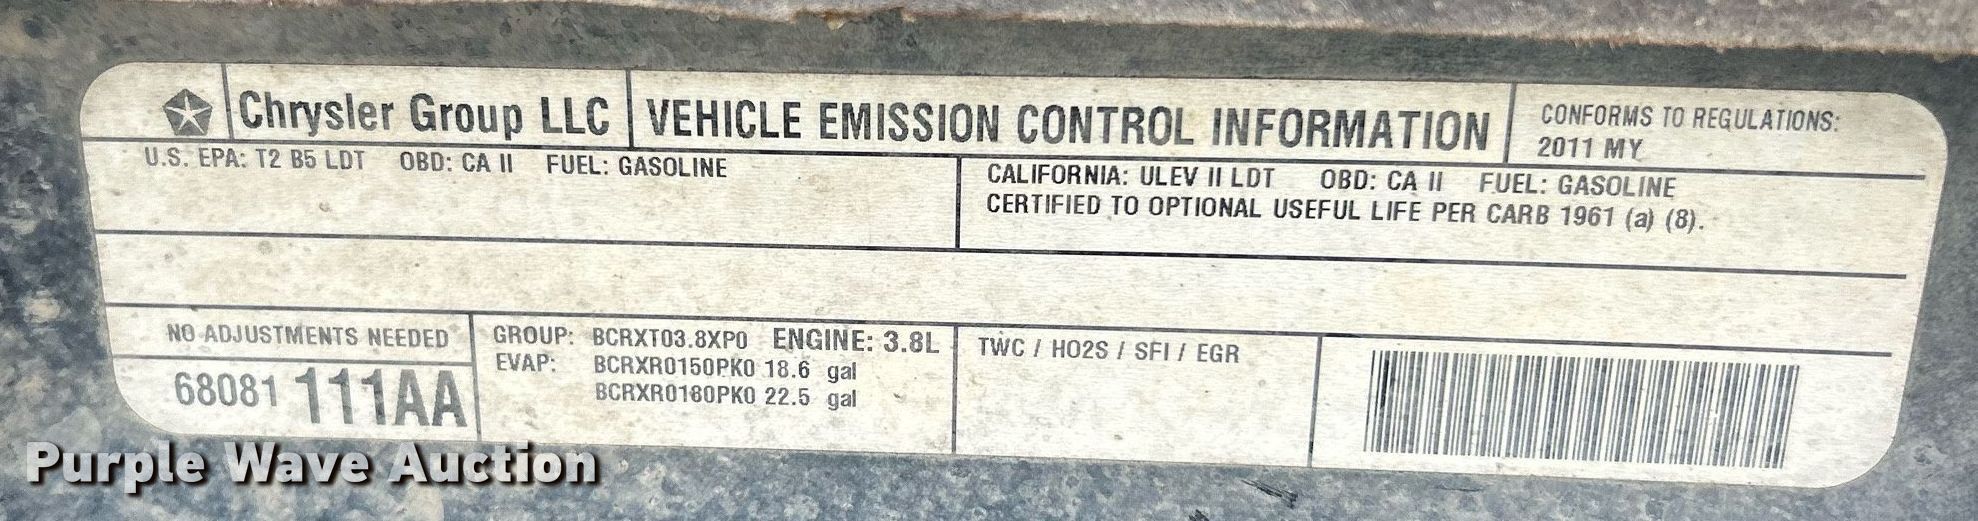 Chrysler Group LLC
VEHICLE EMISSION CONTROL INFORMATION
CONFORMS TO REGULATIONS:
2011 MY
U.S. EPA: T2 B5 LDT OBD: CA II FUEL: GASOLINE
CALIFORNIA: ULEV II LDT OBD: CA II FUEL: GASOLINE
CERTIFIED TO OPTIONAL USEFUL LIFE PER CARB 1961 (a) (8).
NO ADJUSTMENTS NEEDED
68081 111AA
GROUP: BCRXT03.8XP0 ENGINE: 3.8L
EVAP: BCRXR0150PK0 18.6 gal
BCRXR0180PK0 22.5 gal
TWC / HO2S / SFI / EGR
Purple Wave Auction